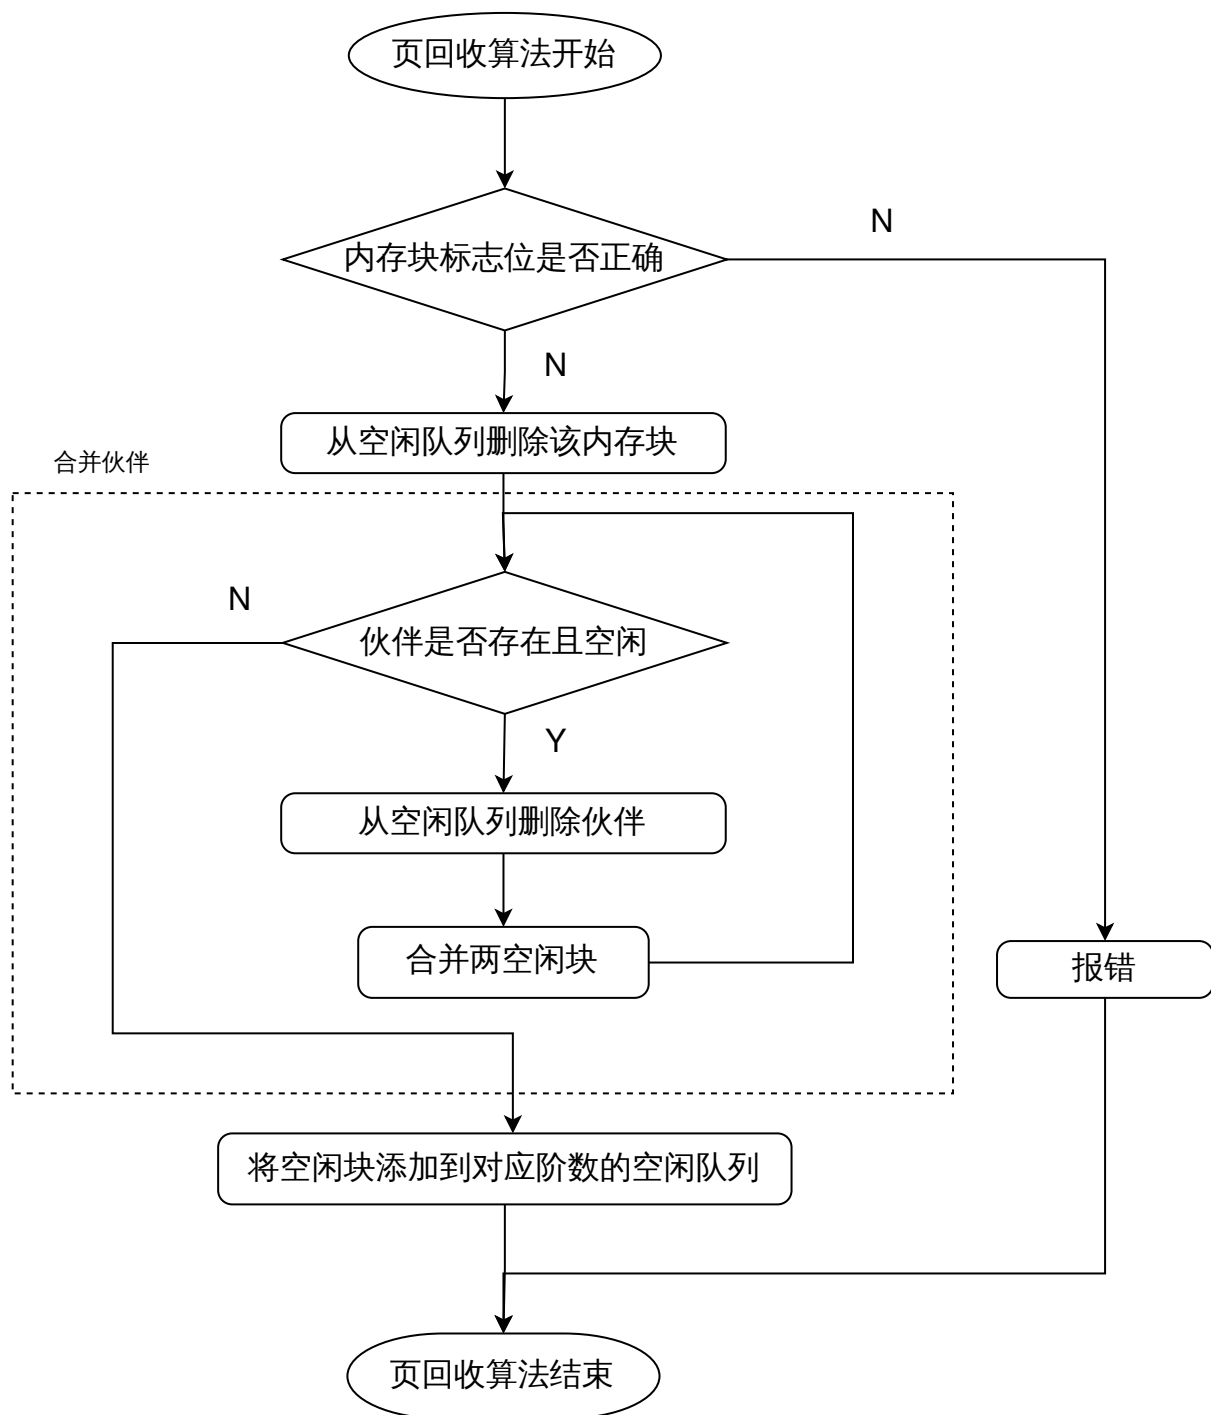 页回收算法开始
内存块标志位是否正确
N
N
从空闲队列删除该内存块
合并伙伴
N
伙伴是否存在且空闲
Y
从空闲队列删除伙伴
合并两空闲块
报错
将空闲块添加到对应阶数的空闲队列
页回收算法结束